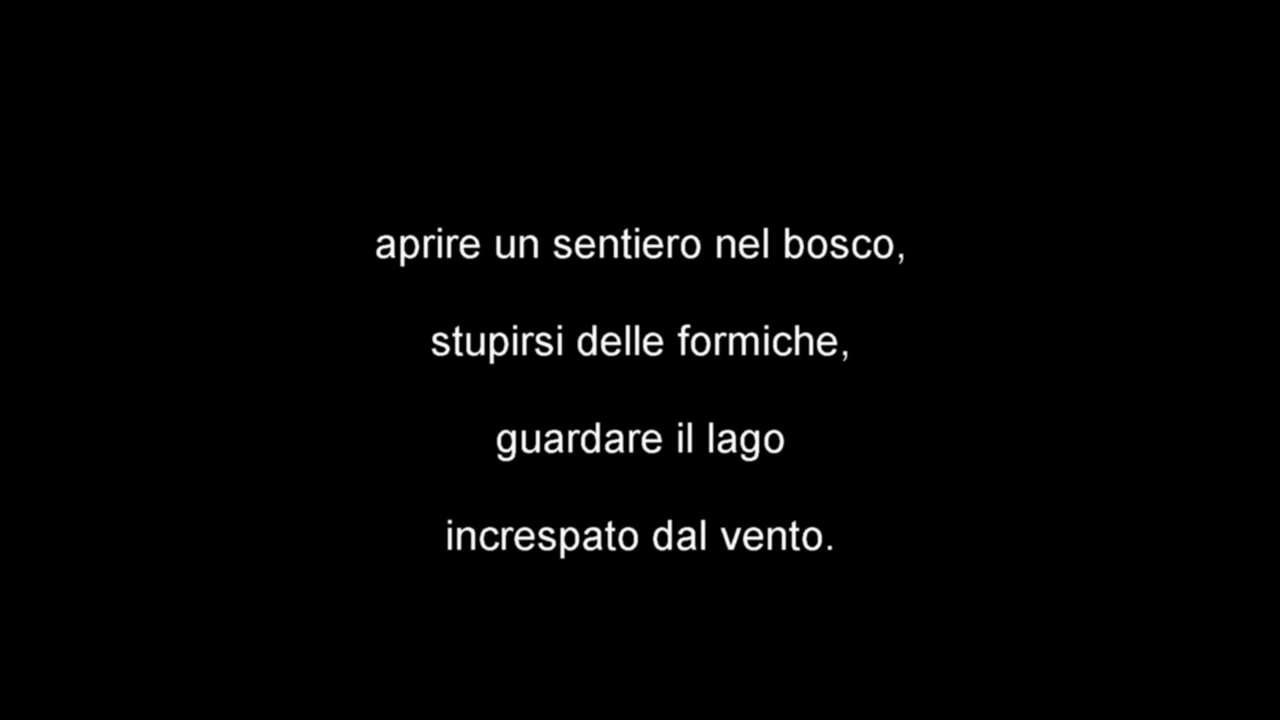 aprire un sentiero nel bosco,
stupirsi delle formiche,
guardare il lago
increspato dal vento.